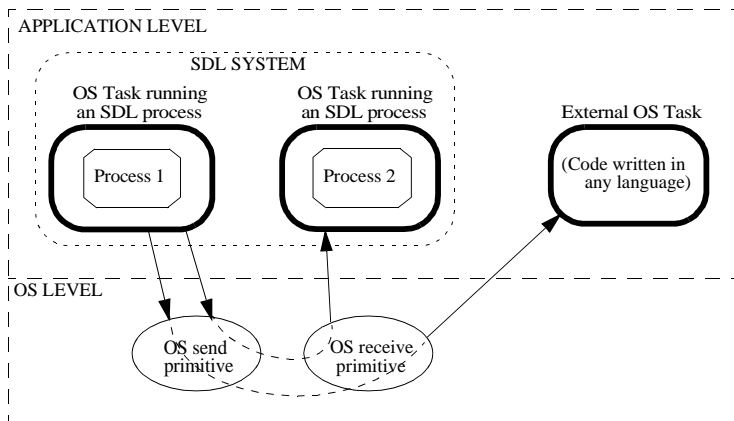 APPLICATION LEVEL
SDL SYSTEM
OS Task running
an SDL process
OS Task running
an SDL process
External OS Task
Process 1
Process 2
(Code written in
any language)
OS LEVEL
OS send
primitive
OS receive
primitive